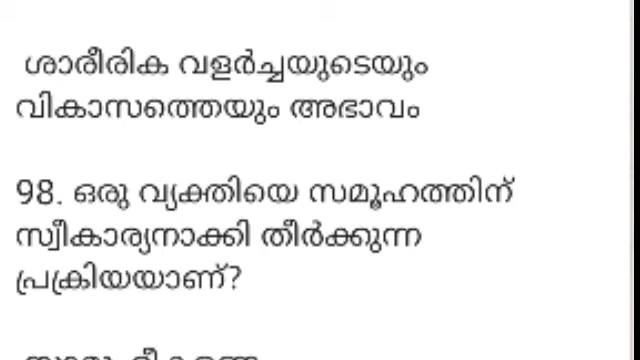 ശാരീരിക വളർച്ചയുടെയും
വികാസത്തെയും അഭാവം
98. ഒരു വ്യക്തിയെ സമൂഹത്തിന്
സ്വീകാര്യനാക്കി തീർക്കുന്ന
പ്രക്രിയയാണ്?